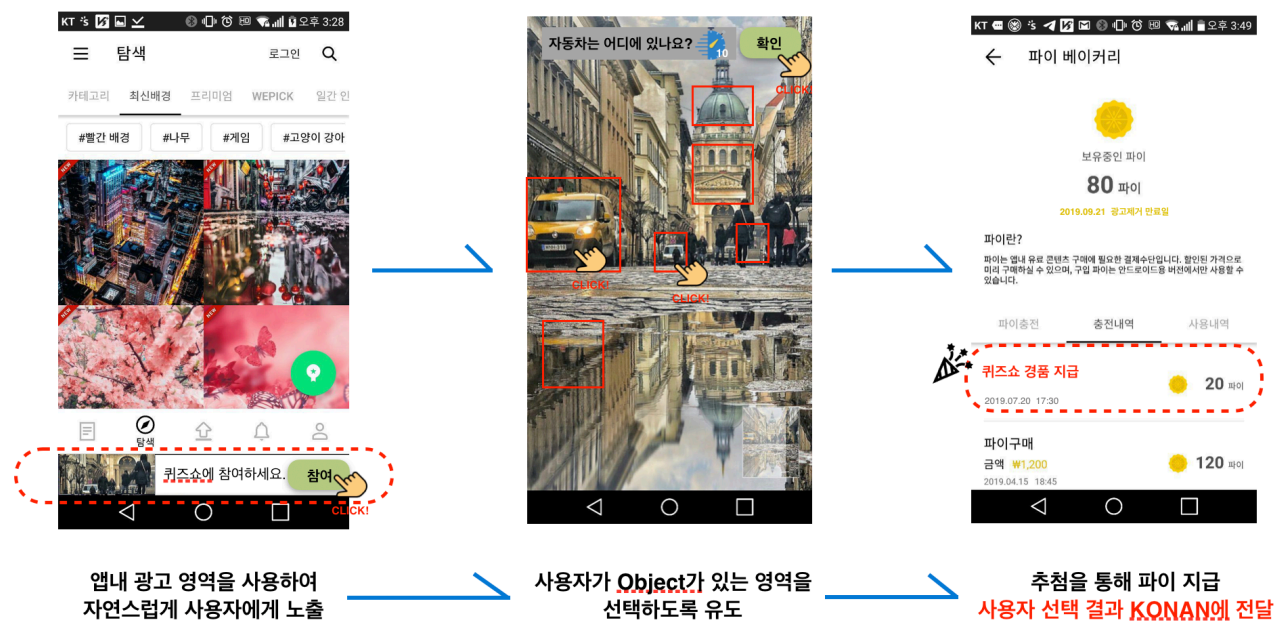 KT
오후 3:28
탐색
로그인
카테고리 최신배경 프리미엄 WEPICK 일간 인
#빨간 배경 #나무 #게임 #고양이 강아
NEW
NEW
NEW
NEW
탐색
퀴즈쇼에 참여하세요. 참여
CLICK!
앱내 광고 영역을 사용하여
자연스럽게 사용자에게 노출
자동차는 어디에 있나요? 10 확인
CLICK!
CLICK!
CLICK!
사용자가 Object가 있는 영역을
선택하도록 유도
KT HD 오후 3:49
파이 베이커리
보유중인 파이
80 파이
2019.09.21 광고제거 만료일
파이란?
파이는 앱내 유료 콘텐츠 구매에 필요한 결제수단입니다. 할인된 가격으로
미리 구매하실 수 있으며, 구입 파이는 안드로이드용 버전에서만 사용할 수
있습니다.
파이충전 충전내역 사용내역
퀴즈쇼 경품 지급
20 파이
2019.07.20 17:30
파이구매
금액 ₩1,200
120 파이
2019.04.15 18:45
추첨을 통해 파이 지급
사용자 선택 결과 KONAN에 전달